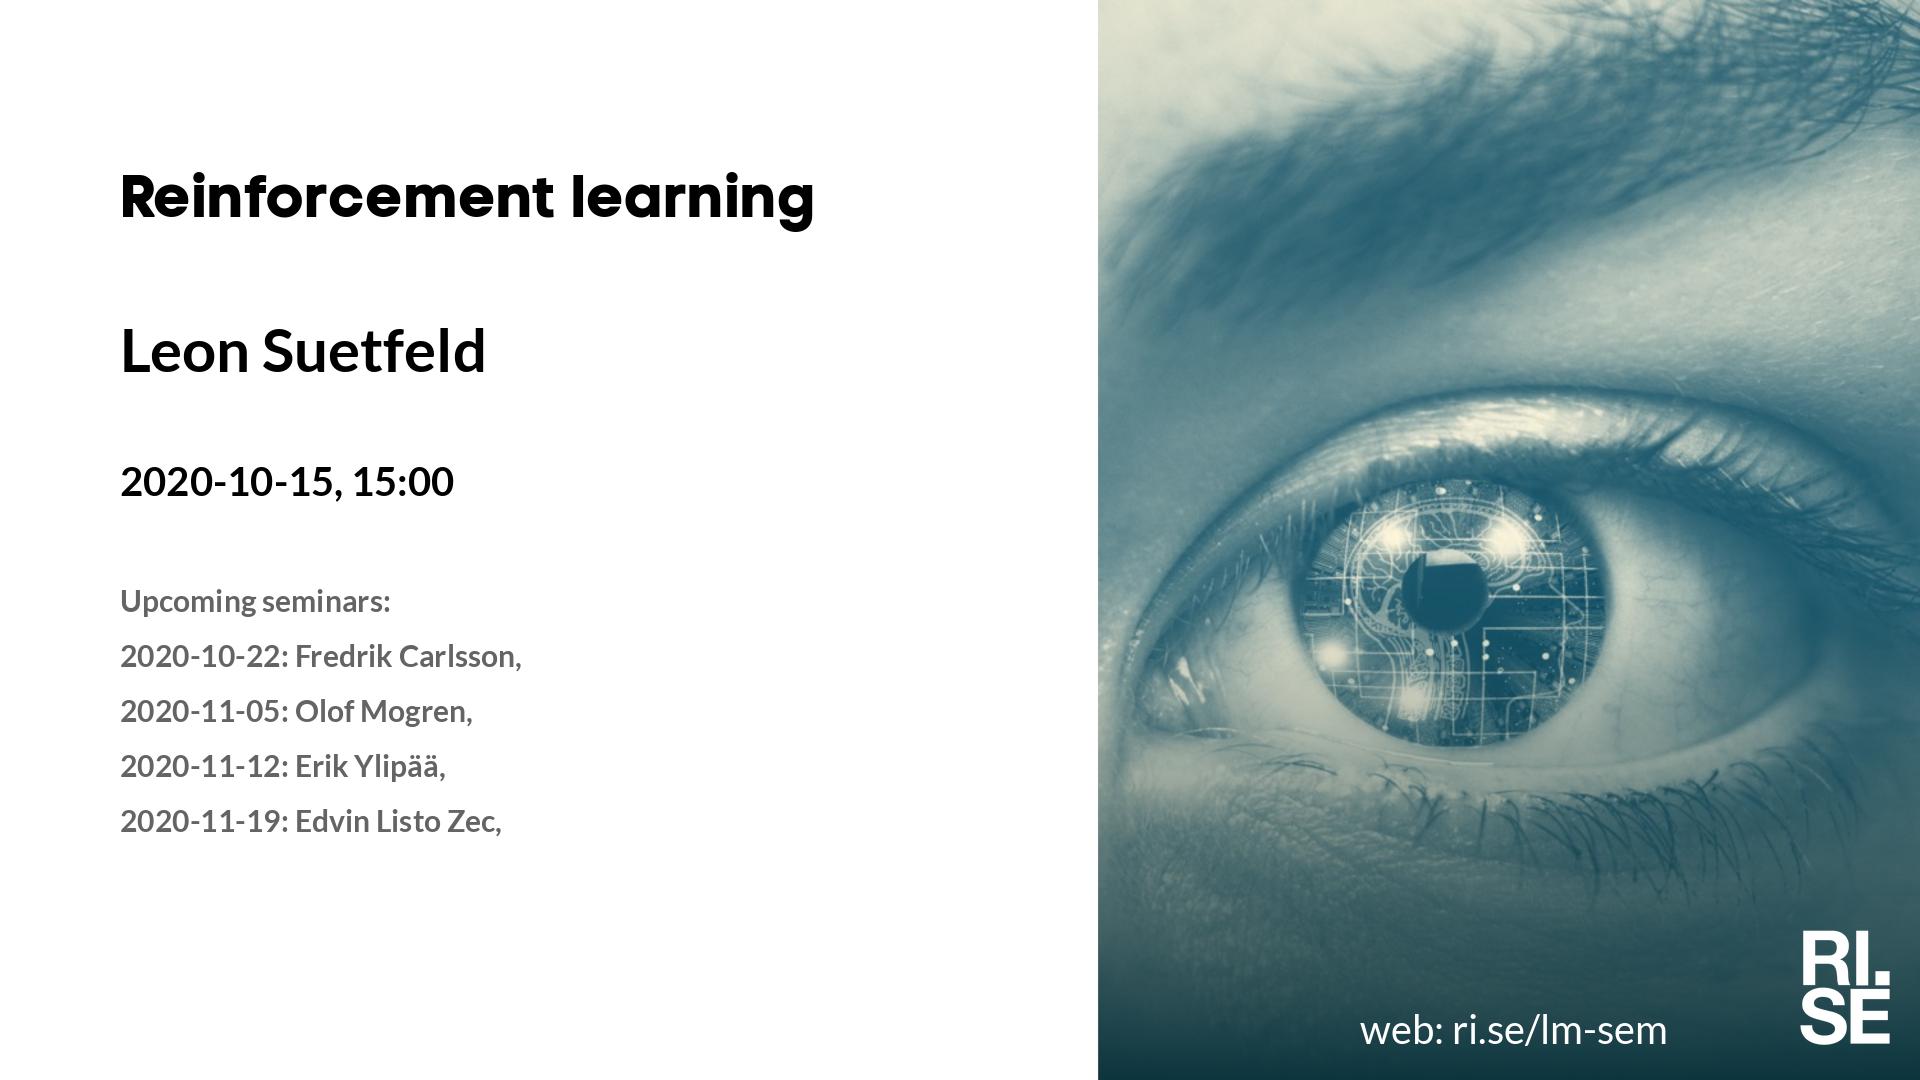 Reinforcement learning
Leon Suetfeld
2020-10-15, 15:00
Upcoming seminars:
2020-10-22: Fredrik Carlsson,
2020-11-05: Olof Mogren,
2020-11-12: Erik Ylipää,
2020-11-19: Edvin Listo Zec,
web: ri.se/lm-sem
RI.
SE